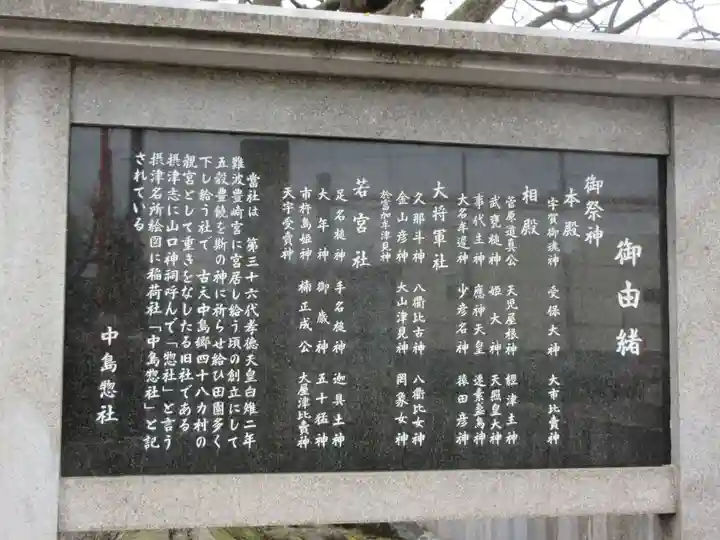 御由緒
御祭神
本殿
宇賀御魂神 受保大神 大市比賣神
相殿
菅原道真公 天児屋根神 經津主神
武甕槌神 姫大神 天照皇大神
事代主神 應神天皇 速素盞烏神
大名牟遅神 少彦名神 猿田彦神
大将軍社
久那斗神 八衢比古神 八衢比女神
金山彦神 大山津見神 罔象女神
於富加牟津見神
若宮社
足名槌神 手名槌神 迦具土神
大年神 御歳神 五十猛神
市杵島姫神 楠正成公 大屋津比賣神
天宇受賣神
當社は 第三十六代孝徳天皇白雉二年
難波豊崎宮に宮居し給う頃の創立にして
五穀豊饒を斯の神に祈らせ給ひ田園多く
下し給う社で 古天中島郷四十八カ村の
親宮として重きをなしたる旧社である
摂津志に山口神祠呼んで「惣社」と言う
摂津名所絵図に稲荷社「中島惣社」と記
されている
中島惣社